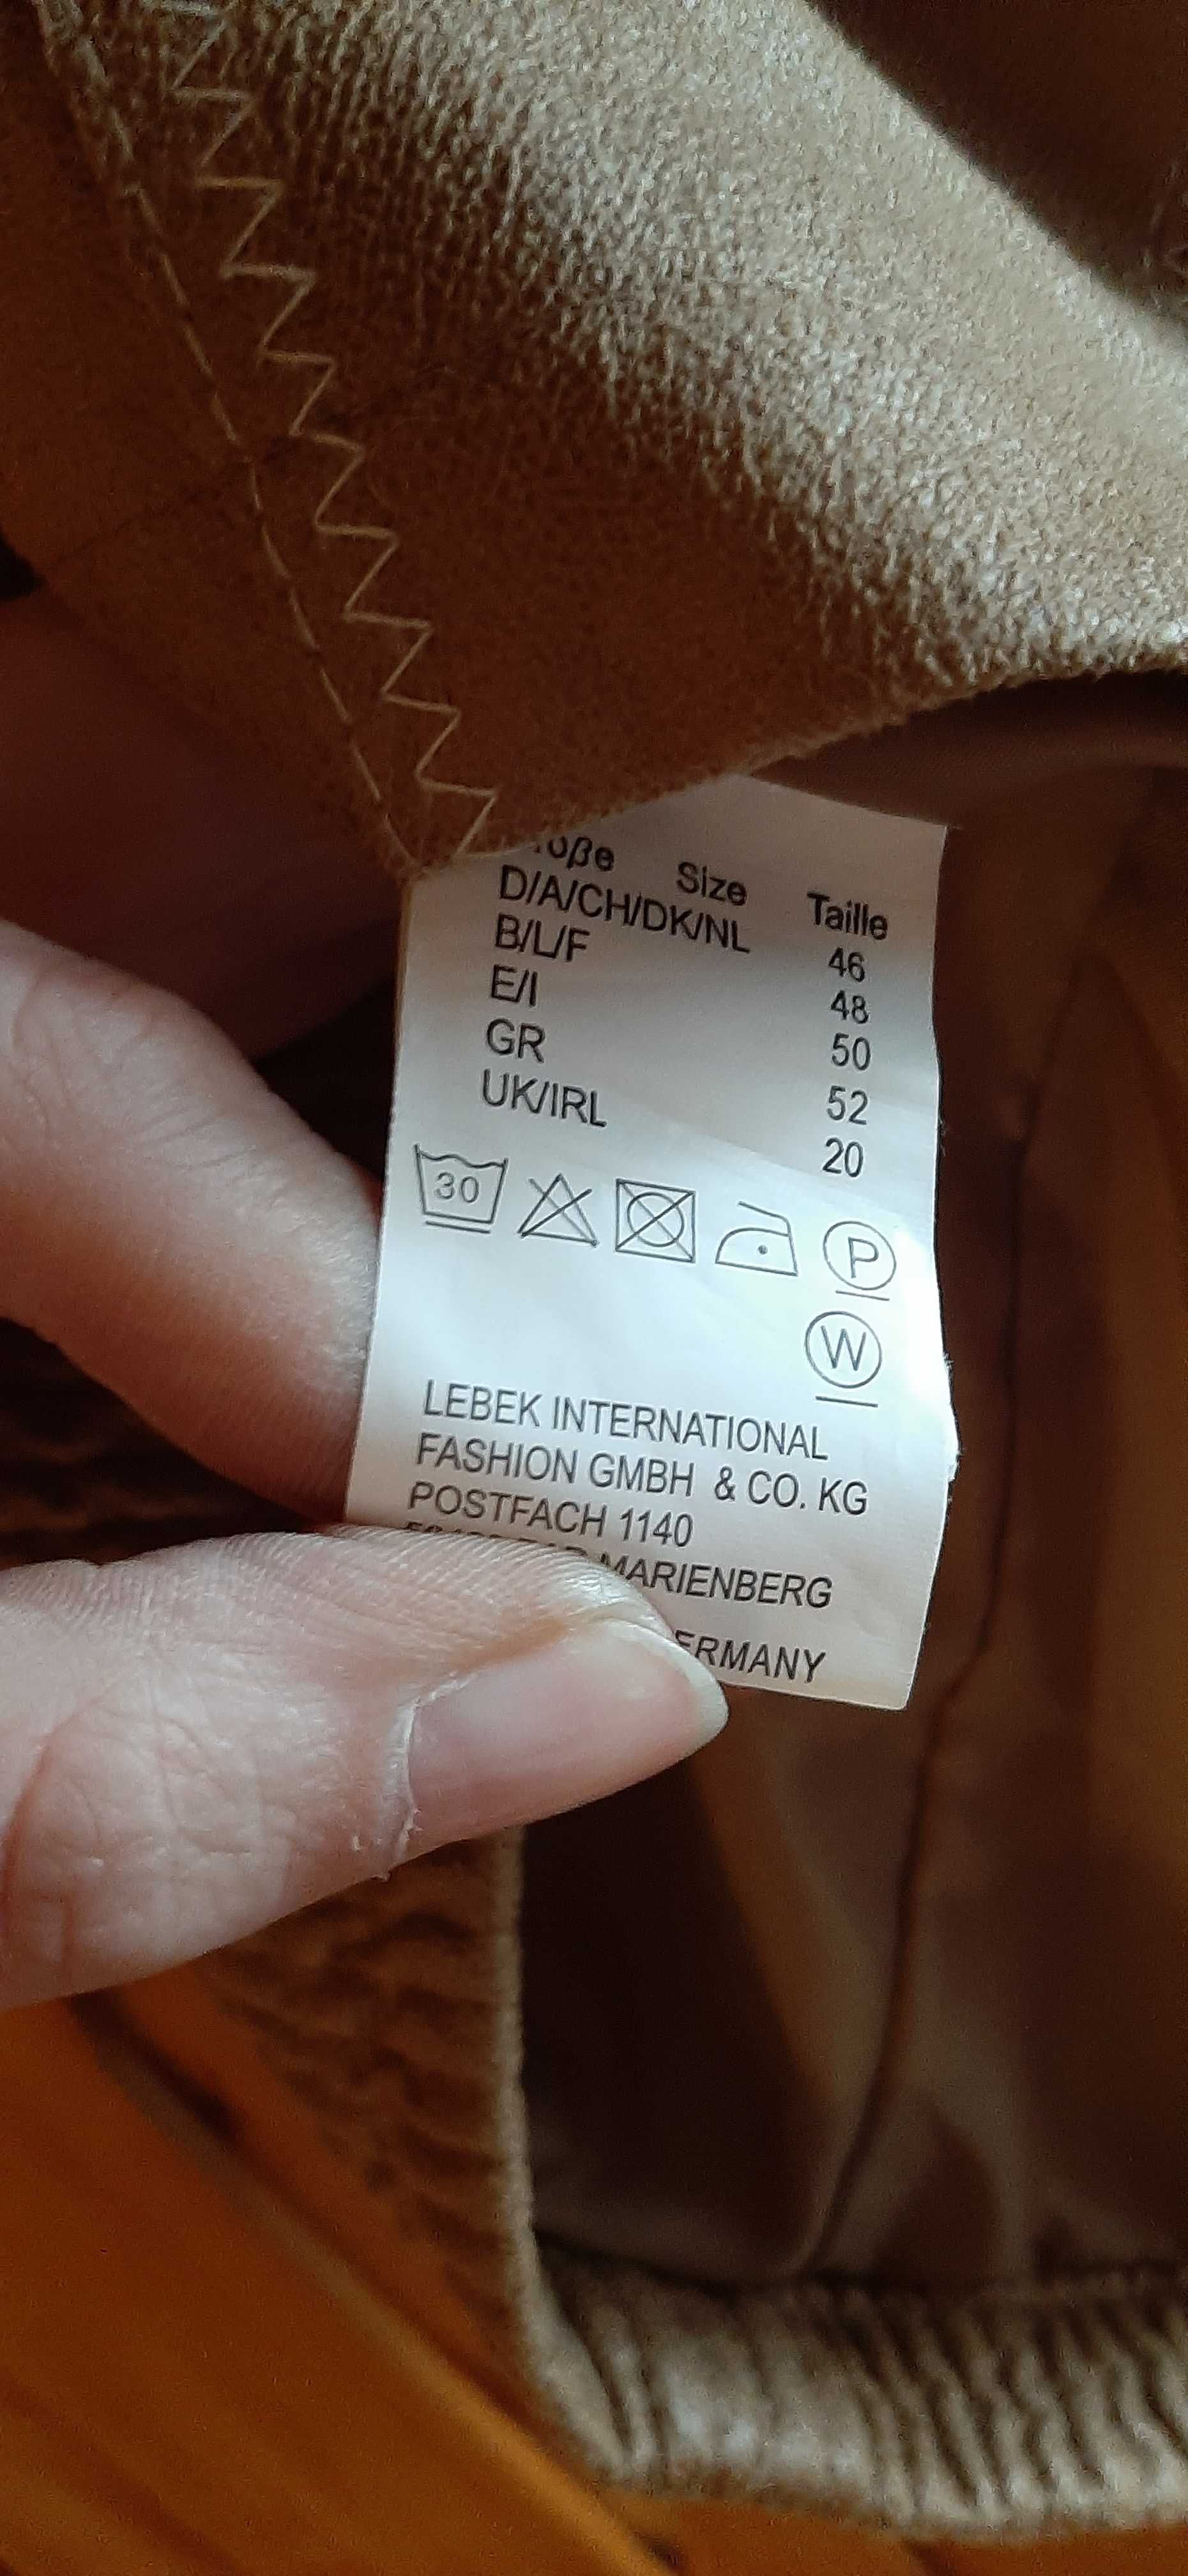 Size Taille
D/A/CH/DK/NL 46
B/L/F 48
E/I 50
GR 52
UK/IRL 20
30
P
W
LEBEK INTERNATIONAL
FASHION GMBH & CO. KG
POSTFACH 1140
MARIENBERG